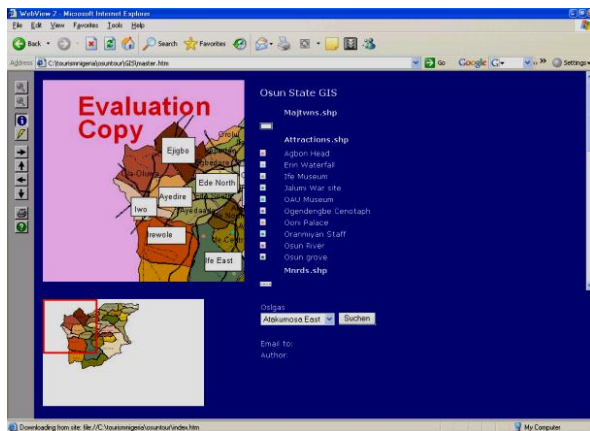 WebView 2 - Microsoft Internet Explorer
File Edit View Favorites Tools Help
Back Search Favorites
Address C:\tourismnigeria\osuntour\GIS\master.htm Go Google G Settings
Evaluation
Copy
Ejigbo
Ede North
Ayedire
Iwo
Irewole
Ife East
Osun State GIS
Majtwns.shp
Attractions.shp
Agbon Head
Erin Waterfall
Ife Museum
Jalumi War site
OAU Museum
Ogendengbe Cenotaph
Ooni Palace
Oranmiyan Staff
Osun River
Osun grove
Mnrds.shp
Oslgas
Atakumosa East Suchen
Email to:
Author:
Downloading from site: file://C:\tourismnigeria\osuntour\index.htm My Computer